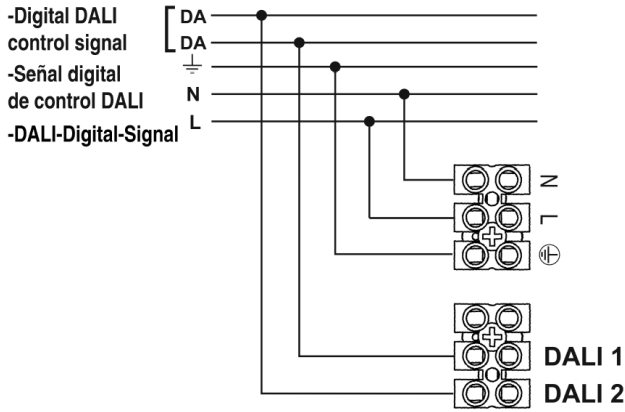 -Digital DALI
control signal
-Señal digital
de control DALI
-DALI-Digital-Signal
DA
DA
N
L
N
L
DALI 1
DALI 2